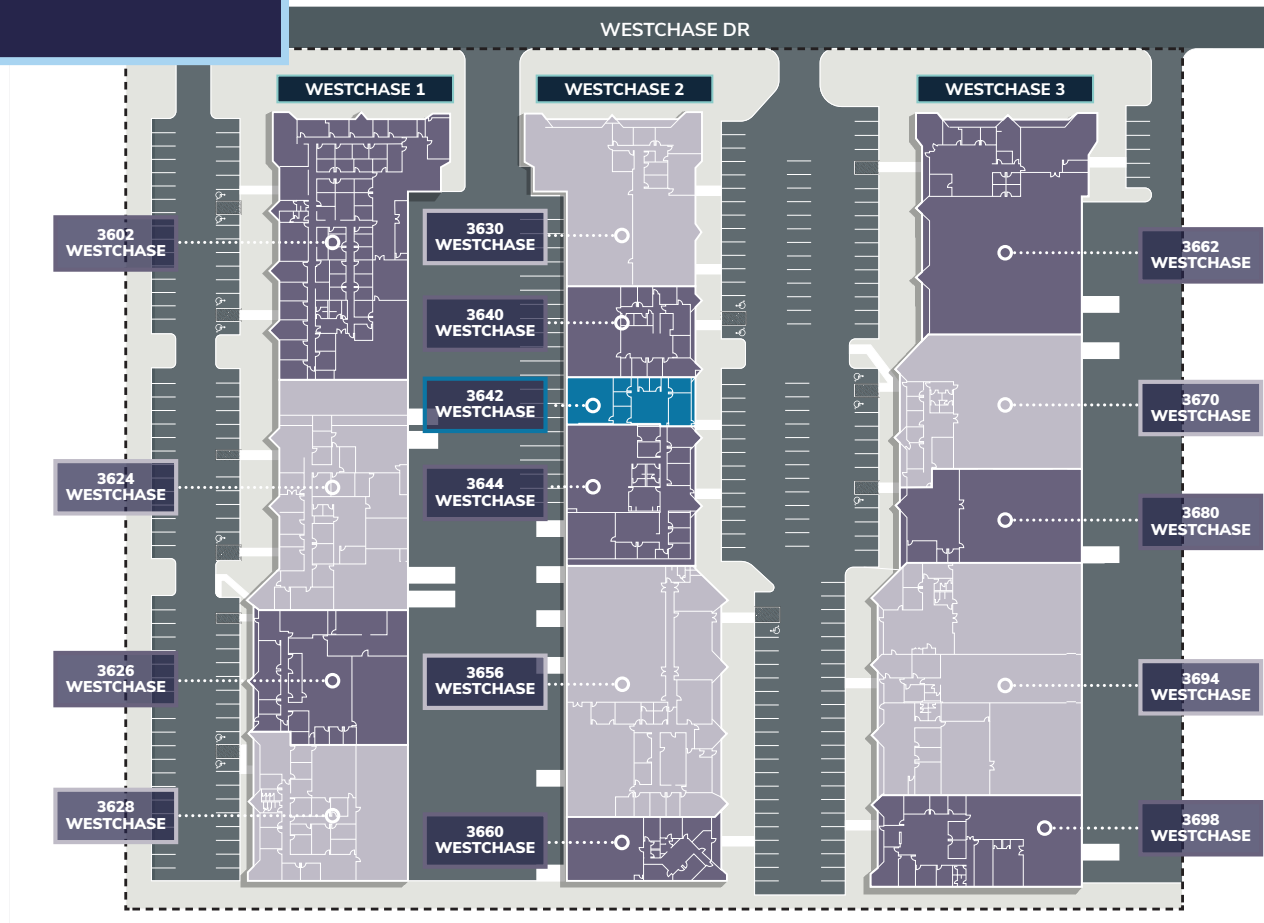 WESTCHASE DR
WESTCHASE 1
WESTCHASE 2
WESTCHASE 3
3602
WESTCHASE
3624
WESTCHASE
3626
WESTCHASE
3628
WESTCHASE
3630
WESTCHASE
3640
WESTCHASE
3642
WESTCHASE
3644
WESTCHASE
3656
WESTCHASE
3660
WESTCHASE
3662
WESTCHASE
3670
WESTCHASE
3680
WESTCHASE
3694
WESTCHASE
3698
WESTCHASE